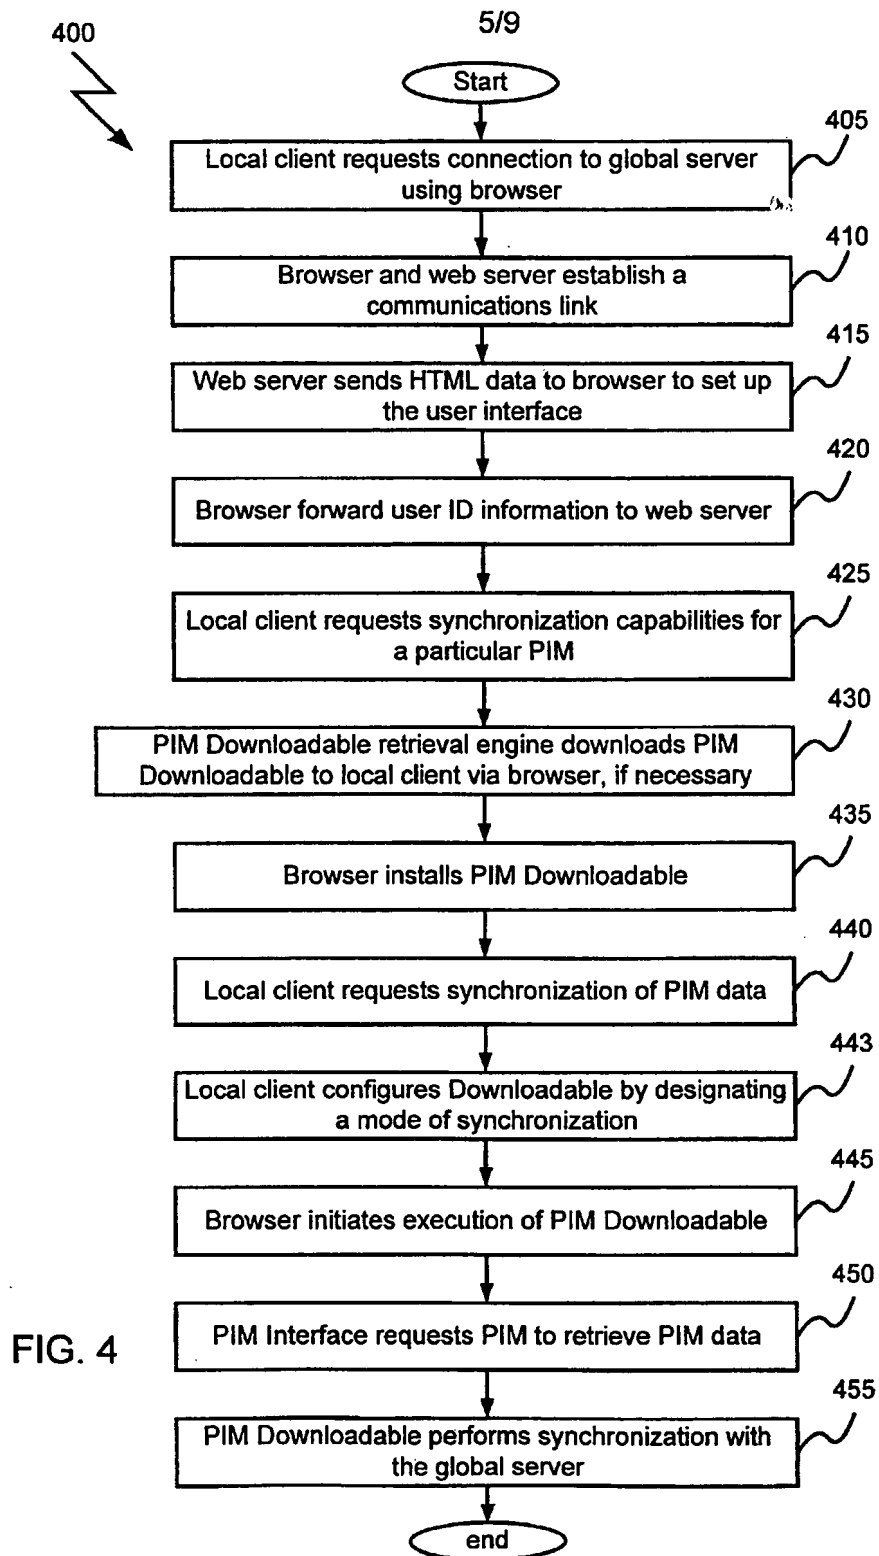 400
5/9
Start
405
Local client requests connection to global server
using browser
410
Browser and web server establish a
communications link
415
Web server sends HTML data to browser to set up
the user interface
420
Browser forward user ID information to web server
425
Local client requests synchronization capabilities for
a particular PIM
430
PIM Downloadable retrieval engine downloads PIM
Downloadable to local client via browser, if necessary
435
Browser installs PIM Downloadable
440
Local client requests synchronization of PIM data
443
Local client configures Downloadable by designating
a mode of synchronization
445
Browser initiates execution of PIM Downloadable
450
PIM Interface requests PIM to retrieve PIM data
FIG. 4
455
PIM Downloadable performs synchronization with
the global server
end